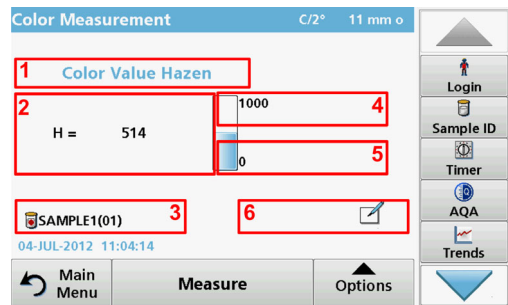 Color Measurement C/2° 11 mm o
1 Color Value Hazen
2
H = 514
1000 4
0 5
SAMPLE1(01) 3
6
04-JUL-2012 11:04:14
Main Menu
Measure
Options
Login
Sample ID
Timer
AQA
Trends